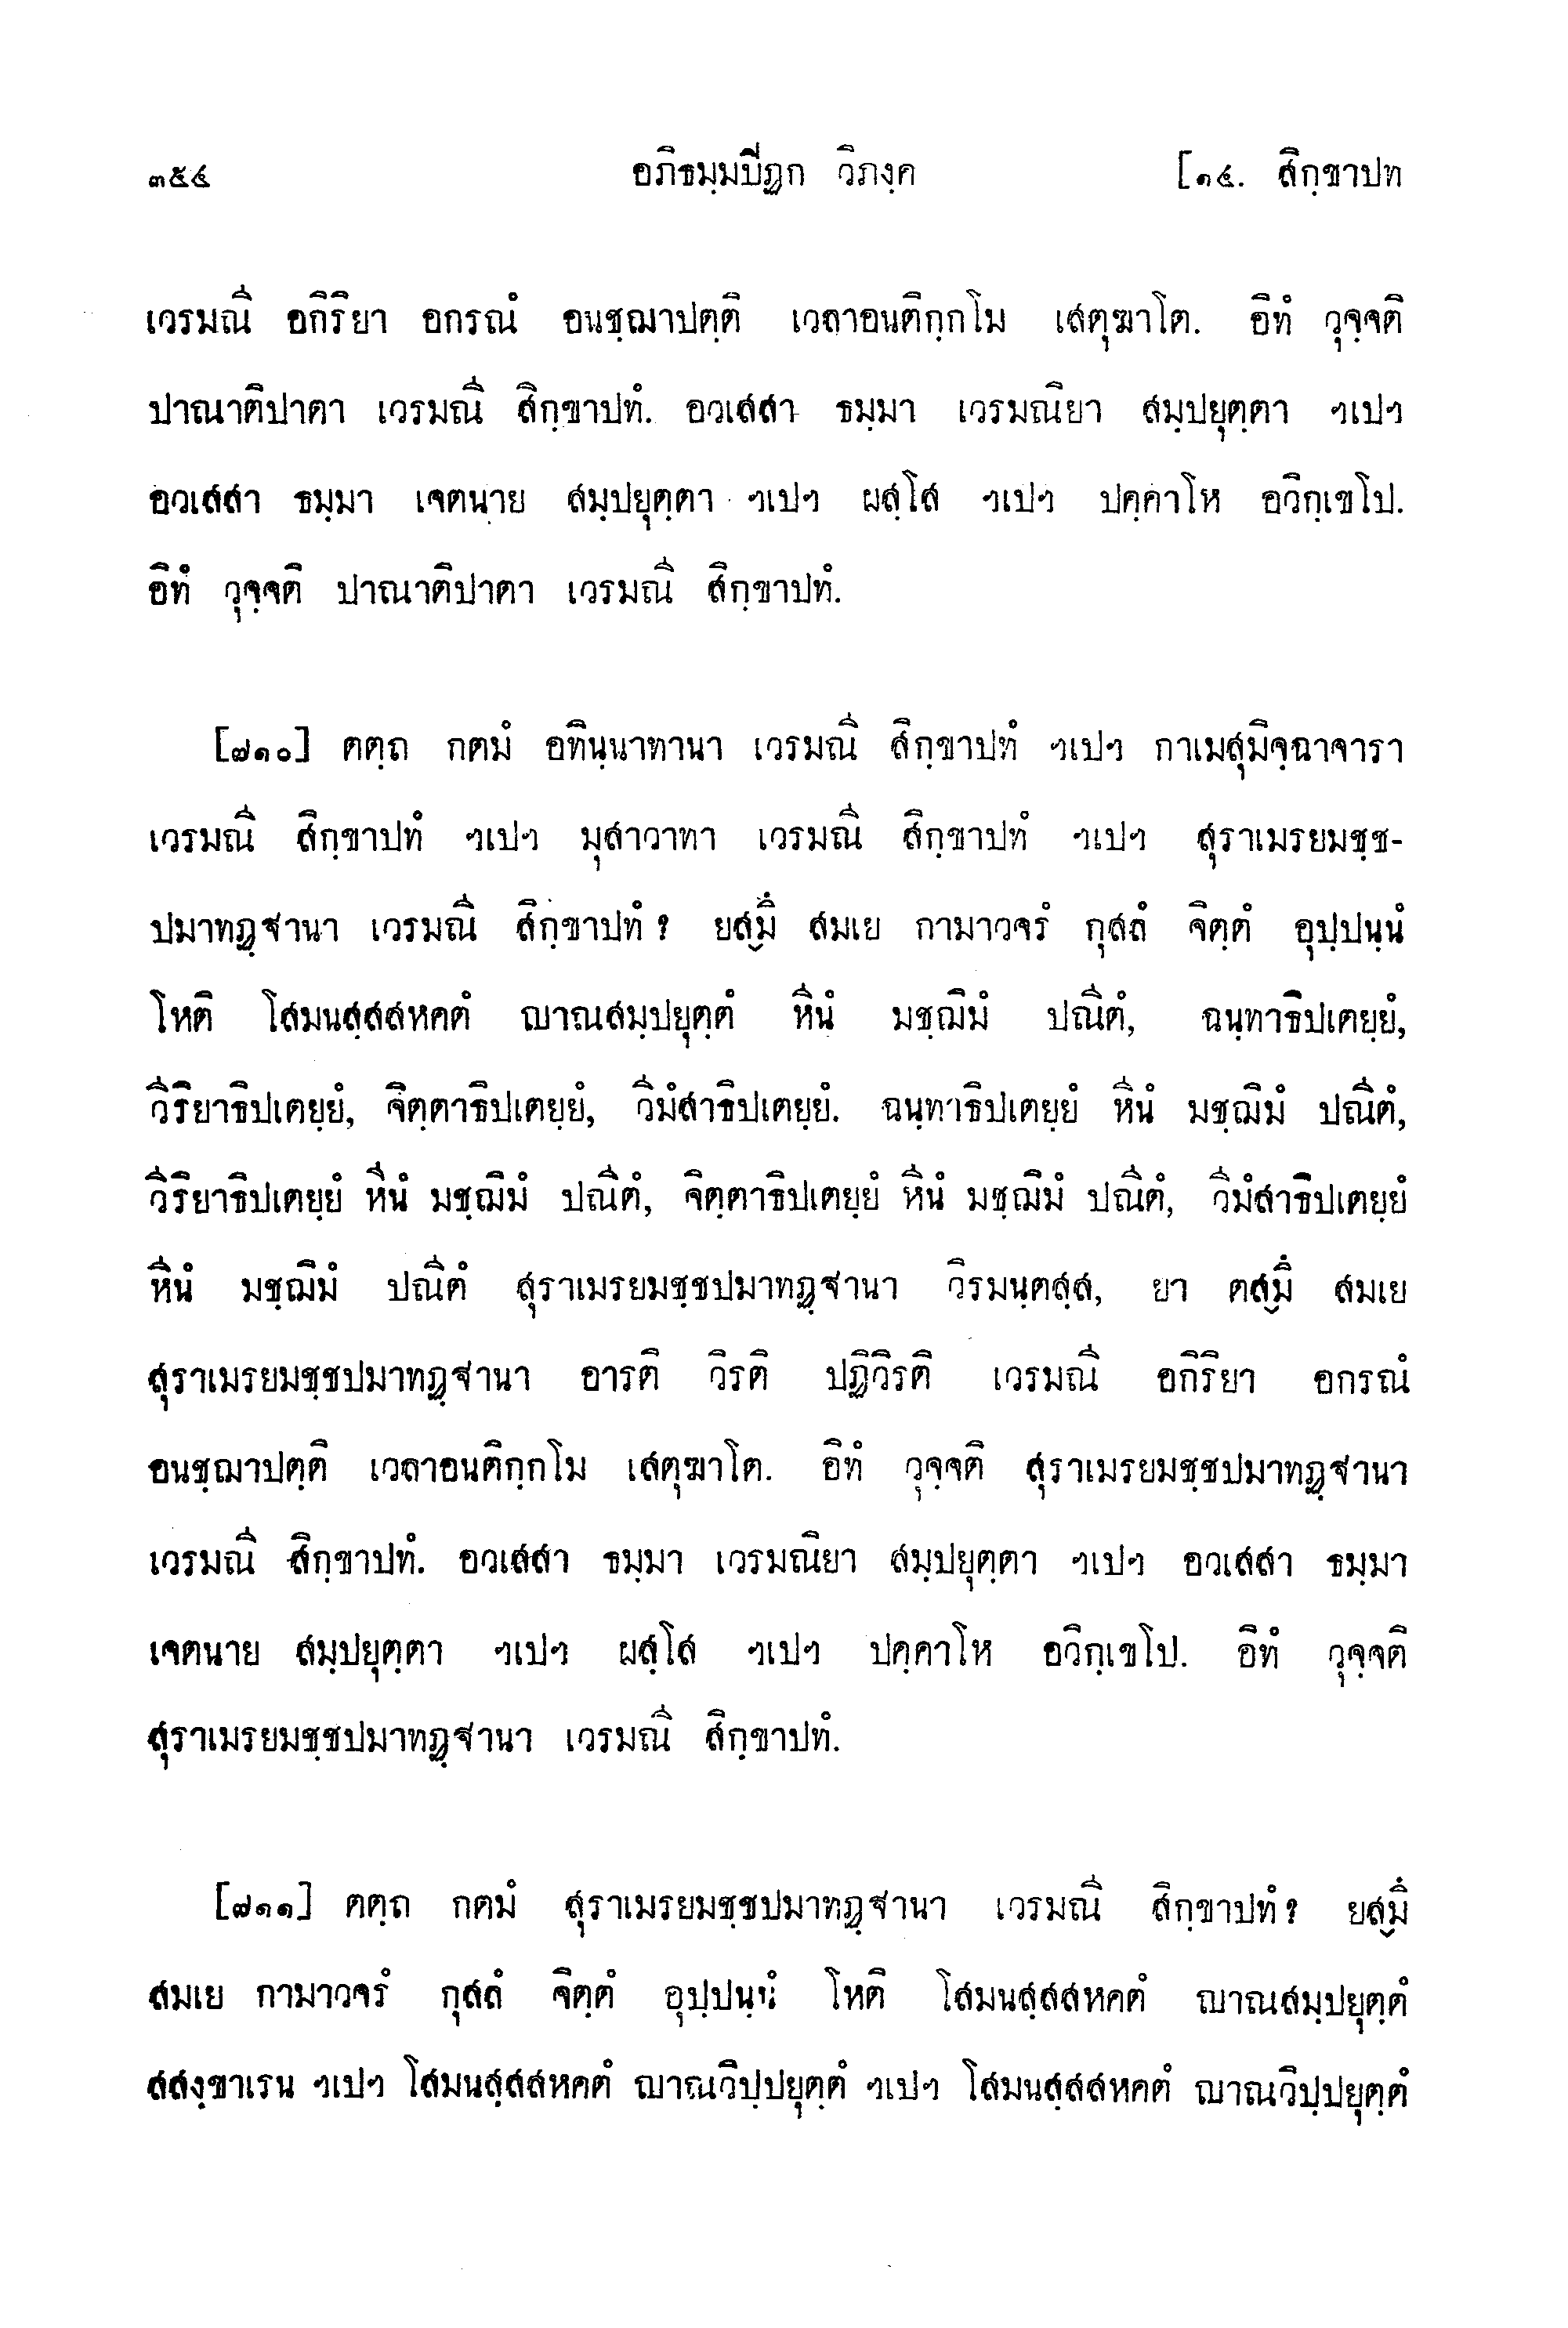 ๓๕๔ อภิธมฺมปิฏก วิภงฺค [๑๔. สิกฺขาปท
เวรมณี อกิริยา อกรณํ อนชฺฌาปตฺติ เวลาอนติกฺกโม เสตุฆาโต. อิทํ วุจฺจติ
ปาณาติปาตา เวรมณี สิกฺขาปทํ. อวเสสา ธมฺมา เวรมณิยา สมฺปยุตฺตา ฯเปฯ
อวเสสา ธมฺมา เจตนาย สมฺปยุตฺตา ฯเปฯ ผสฺโส ฯเปฯ ปคฺคาโห อวิกฺเขโป.
อิทํ วุจฺจติ ปาณาติปาตา เวรมณี สิกฺขาปทํ.
[๗๑๐] ตตฺถ กตมํ อทินฺนาทานา เวรมณี สิกฺขาปทํ ฯเปฯ กาเมสุมิจฺฉาจารา
เวรมณี สิกฺขาปทํ ฯเปฯ มุสาวาทา เวรมณี สิกฺขาปทํ ฯเปฯ สุราเมรยมชฺช-
ปมาทฏฺฐานา เวรมณี สิกฺขาปทํ ? ยสฺมึ สมเย กามาวจรํ กุสลํ จิตฺตํ อุปฺปนฺนํ
โหติ โสมนสฺสสหคตํ ญาณสมฺปยุตฺตํ หีนํ มชฺฌิมํ ปณีตํ, ฉนฺทาธิปเตยฺยํ,
วีริยาธิปเตยฺยํ, จิตฺตาธิปเตยฺยํ, วีมํสาธิปเตยฺยํ. ฉนฺทาธิปเตยฺยํ หีนํ มชฺฌิมํ ปณีตํ,
วีริยาธิปเตยฺยํ หีนํ มชฺฌิมํ ปณีตํ, จิตฺตาธิปเตยฺยํ หีนํ มชฺฌิมํ ปณีตํ, วีมํสาธิปเตยฺยํ
หีนํ มชฺฌิมํ ปณีตํ สุราเมรยมชฺชปมาทฏฺฐานา วิรมนฺตสฺส, ยา ตสฺมึ สมเย
สุราเมรยมชฺชปมาทฏฺฐานา อารติ วิรติ ปฏิวิรติ เวรมณี อกิริยา อกรณํ
อนชฺฌาปตฺติ เวลาอนติกฺกโม เสตุฆาโต. อิทํ วุจฺจติ สุราเมรยมชฺชปมาทฏฺฐานา
เวรมณี สิกฺขาปทํ. อวเสสา ธมฺมา เวรมณิยา สมฺปยุตฺตา ฯเปฯ อวเสสา ธมฺมา
เจตนาย สมฺปยุตฺตา ฯเปฯ ผสฺโส ฯเปฯ ปคฺคาโห อวิกฺเขโป. อิทํ วุจฺจติ
สุราเมรยมชฺชปมาทฏฺฐานา เวรมณี สิกฺขาปทํ.
[๗๑๑] ตตฺถ กตมํ สุราเมรยมชฺชปมาทฏฺฐานา เวรมณี สิกฺขาปทํ ? ยสฺมึ
สมเย กามาวจรํ กุสลํ จิตฺตํ อุปฺปนฺนํ โหติ โสมนสฺสสหคตํ ญาณสมฺปยุตฺตํ
สสงฺขาเรน ฯเปฯ โสมนสฺสสหคตํ ญาณวิปฺปยุตฺตํ ฯเปฯ โสมนสฺสสหคตํ ญาณวิปฺปยุตฺตํ